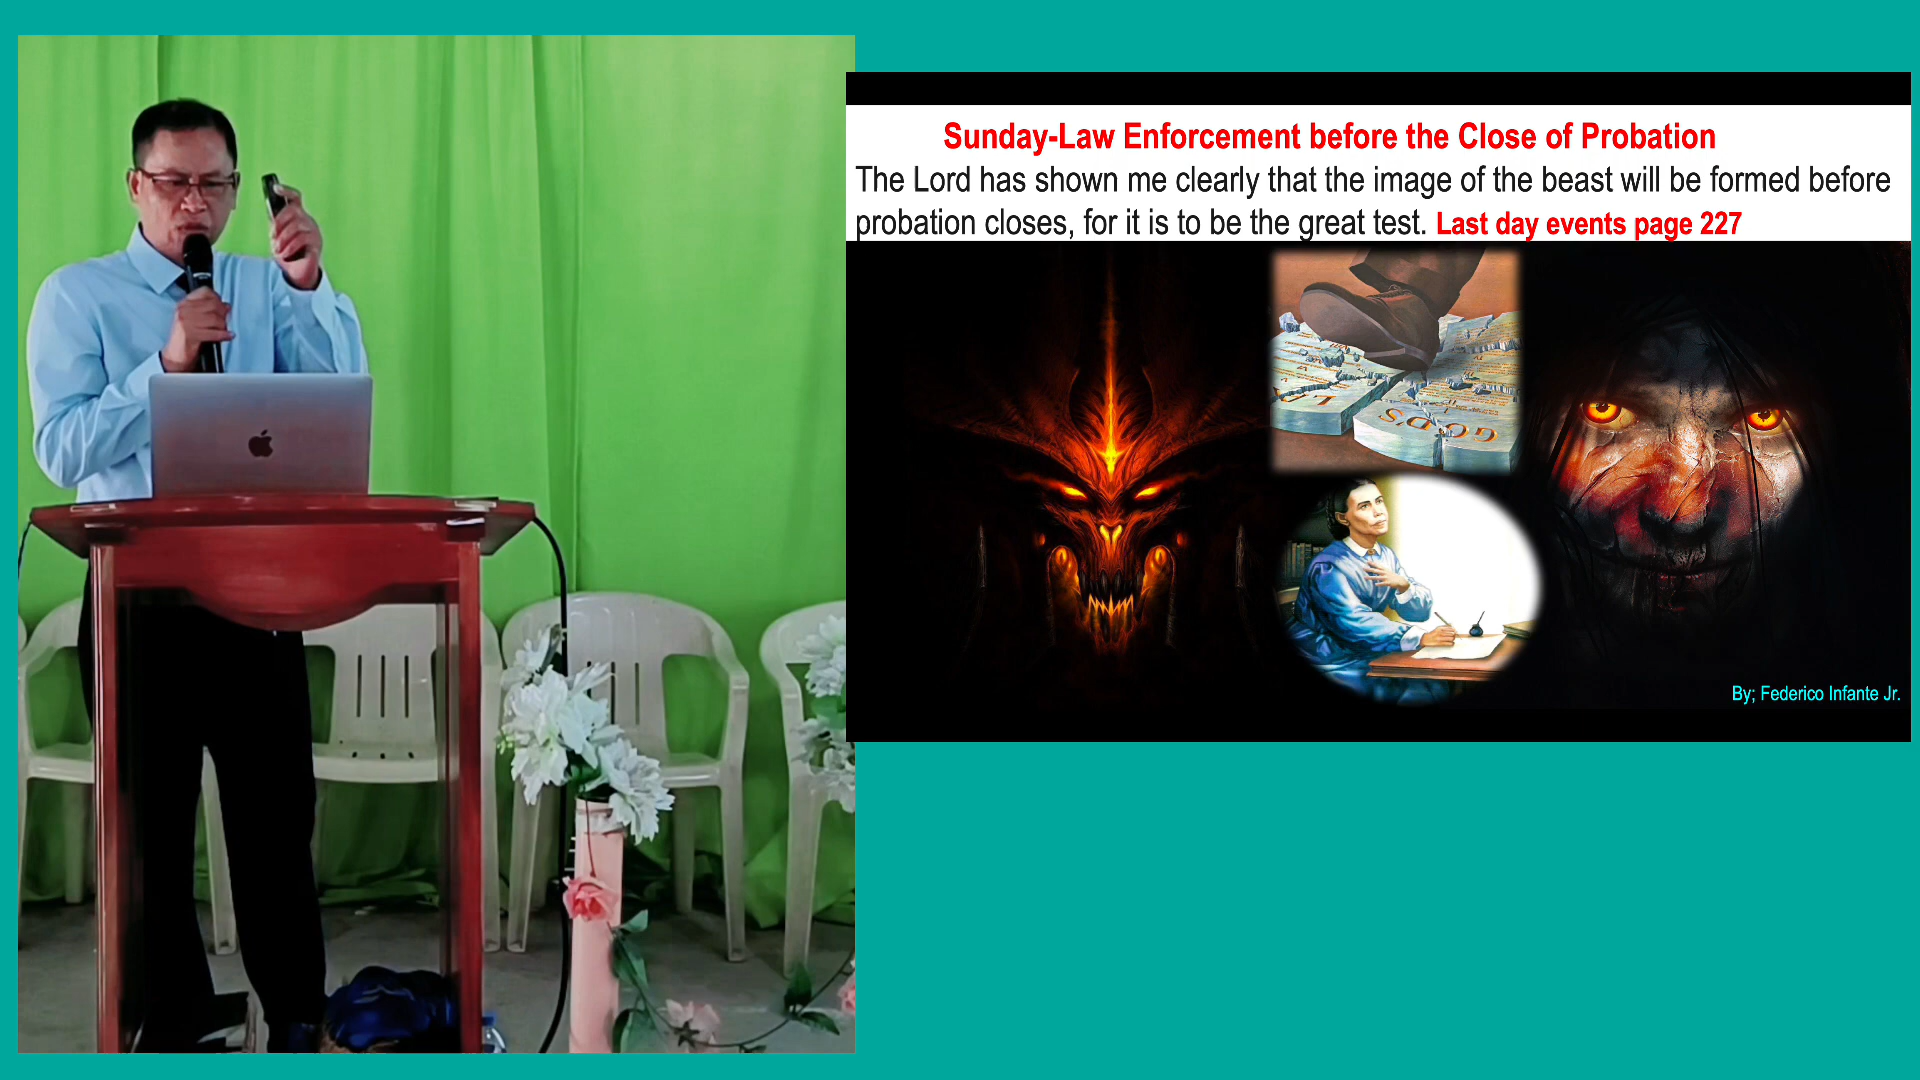 Sunday-Law Enforcement before the Close of Probation
The Lord has shown me clearly that the image of the beast will be formed before
probation closes, for it is to be the great test. Last day events page 227
GOD'S
By; Federico Infante Jr.